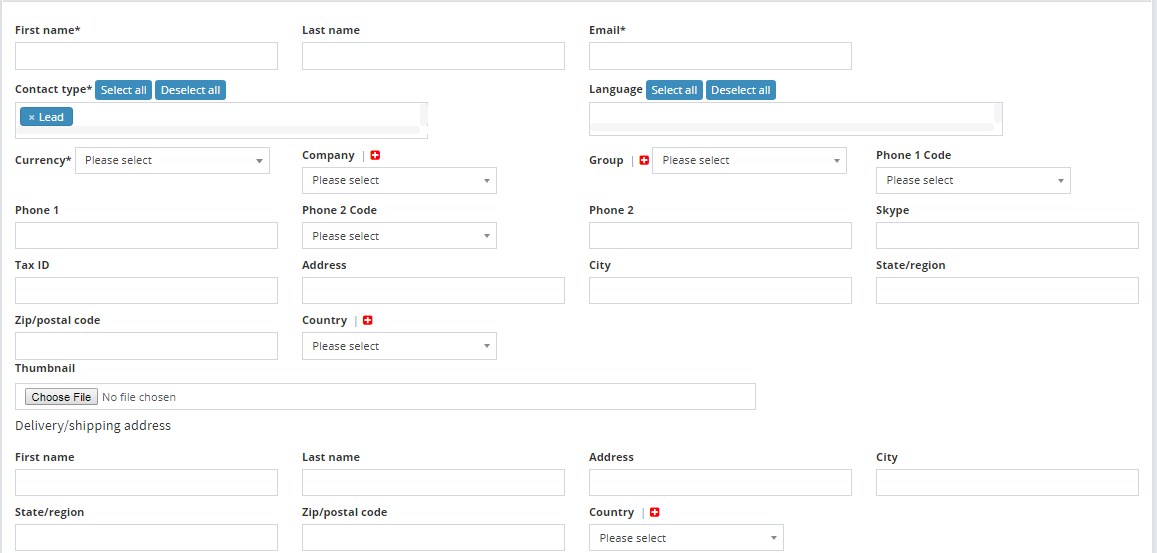 First name* Last name Email*
Contact type* Select all Deselect all Language Select all Deselect all
× Lead
Currency* Please select Company | Group | Please select Phone 1 Code
Please select Please select
Phone 1 Phone 2 Code Phone 2 Skype
Please select
Tax ID Address City State/region
Zip/postal code Country |
Please select
Thumbnail
Choose File No file chosen
Delivery/shipping address
First name Last name Address City
State/region Zip/postal code Country |
Please select